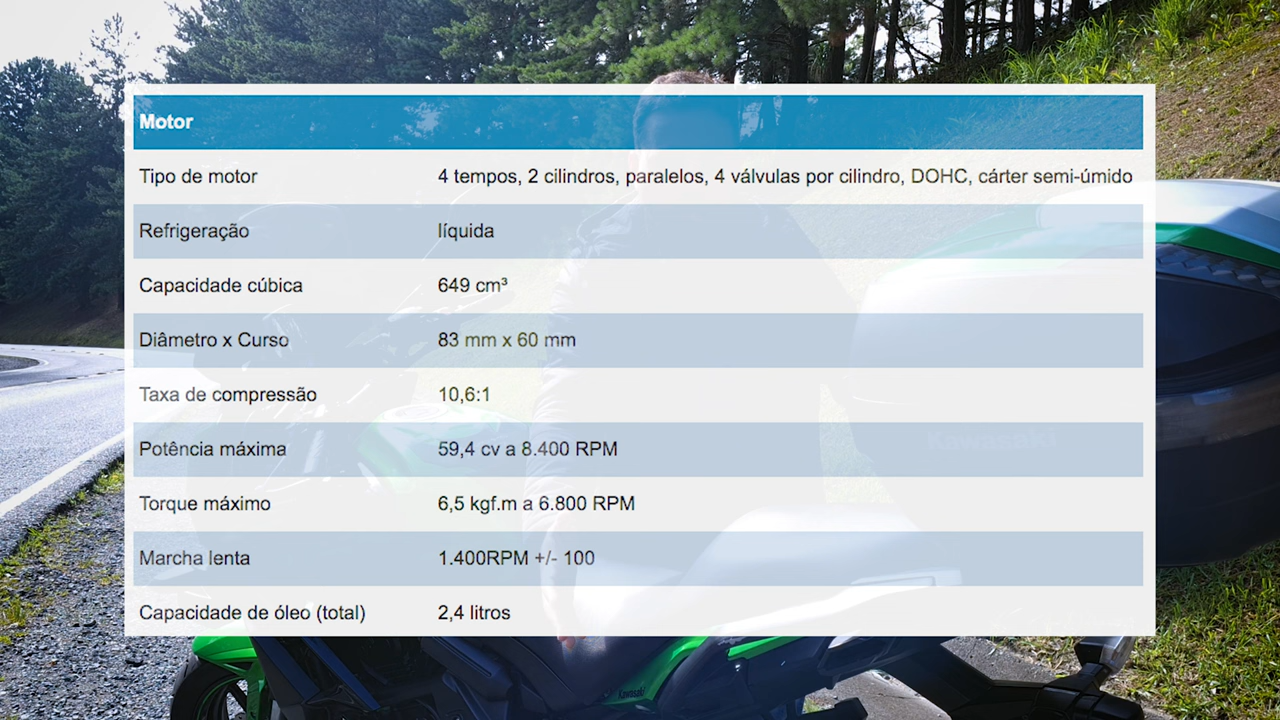 Motor
Tipo de motor 4 tempos, 2 cilindros, paralelos, 4 válvulas por cilindro, DOHC, cárter semi-úmido
Refrigeração líquida
Capacidade cúbica 649 cm³
Diâmetro x Curso 83 mm x 60 mm
Taxa de compressão 10,6:1
Kawasaki
Potência máxima 59,4 cv a 8.400 RPM
Torque máximo 6,5 kgf.m a 6.800 RPM
Marcha lenta 1.400RPM +/- 100
Capacidade de óleo (total) 2,4 litros
Kawasaki